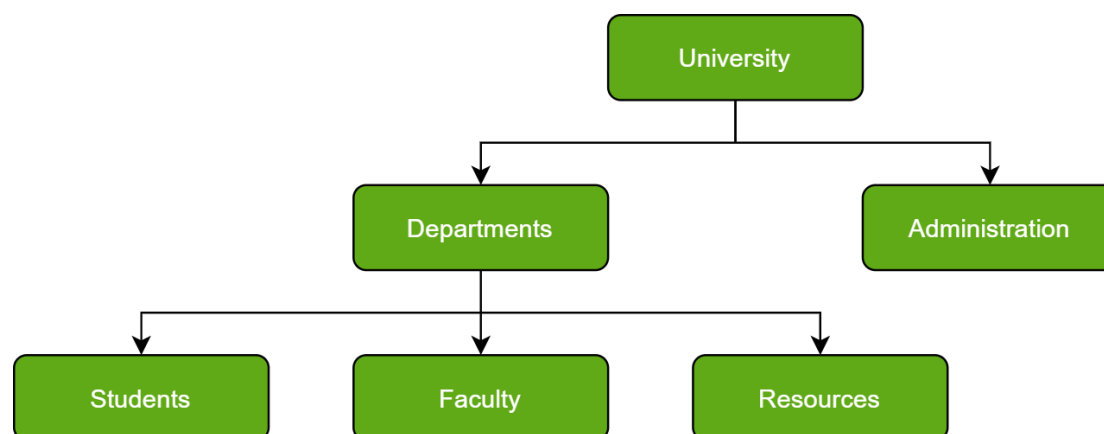 University
Departments
Administration
Students
Faculty
Resources